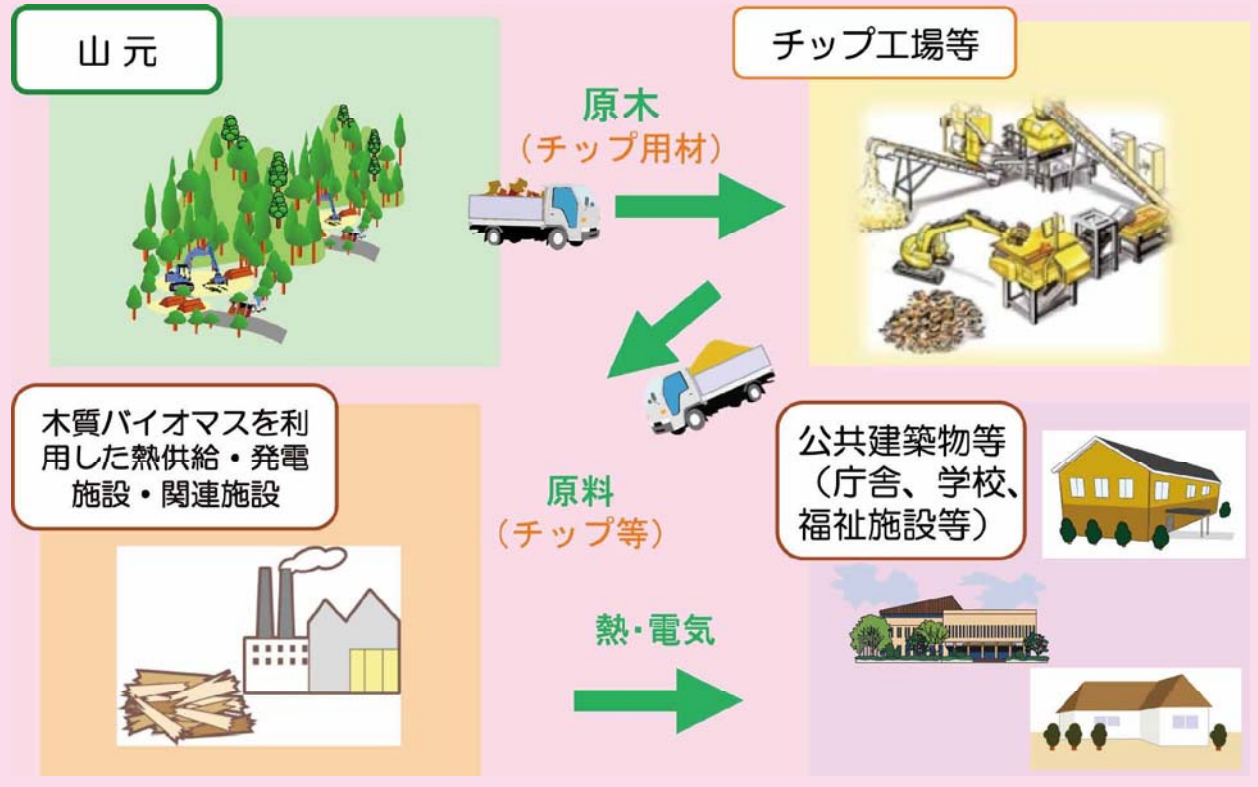 山元
原木
（チップ用材）
チップ工場等
木質バイオマスを利
用した熱供給・発電
施設・関連施設
原料
（チップ等）
熱・電気
公共建築物等
（庁舎、学校、
福祉施設等）